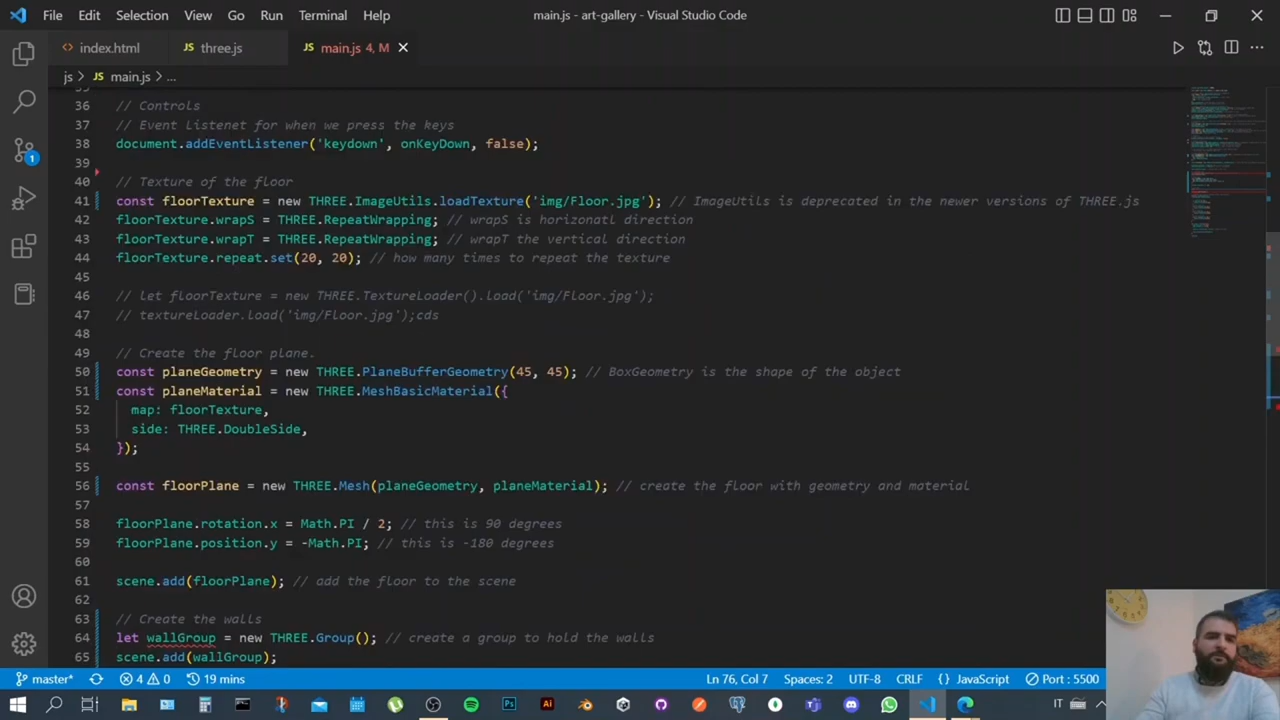 File Edit Selection View Go Run Terminal Help main.js - art-gallery - Visual Studio Code
index.html JS three.js JS main.js 4, M
js > JS main.js > ...
36 // Controls
37 // Event Listenet for when we press the keys
38 document.addEventListener('keydown', onKeyDown, false);
39
40 // Texture of the floor
41 const floorTexture = new THREE.ImageUtils.loadTexture('img/Floor.jpg'); // ImageUtils is deprecated in the newer versions of THREE.js
42 floorTexture.wrapS = THREE.RepeatWrapping; // wrapS is horizonatl direction
43 floorTexture.wrapT = THREE.RepeatWrapping; // wrapT the vertical direction
44 floorTexture.repeat.set(20, 20); // how many times to repeat the texture
45
46 // let floorTexture = new THREE.TextureLoader().load('img/Floor.jpg');
47 // textureLoader.load('img/Floor.jpg');cds
48
49 // Create the floor plane.
50 const planeGeometry = new THREE.PlaneBufferGeometry(45, 45); // BoxGeometry is the shape of the object
51 const planeMaterial = new THREE.MeshBasicMaterial({
52 map: floorTexture,
53 side: THREE.DoubleSide,
54 });
55
56 const floorPlane = new THREE.Mesh(planeGeometry, planeMaterial); // create the floor with geometry and material
57
58 floorPlane.rotation.x = Math.PI / 2; // this is 90 degrees
59 floorPlane.position.y = -Math.PI; // this is -180 degrees
60
61 scene.add(floorPlane); // add the floor to the scene
62
63 // Create the walls
64 let wallGroup = new THREE.Group(); // create a group to hold the walls
65 scene.add(wallGroup);
master* 4 0 19 mins Ln 76, Col 7 Spaces: 2 UTF-8 CRLF {} JavaScript Port : 5500
IT